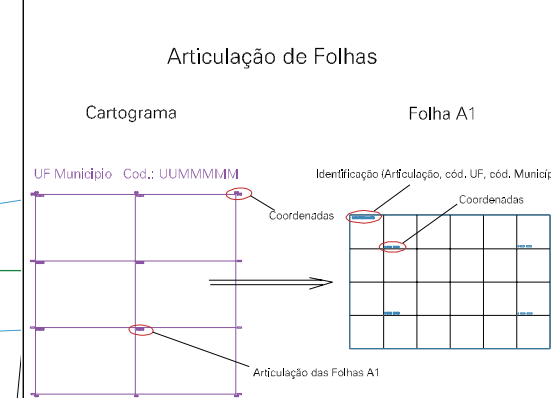 Articulação de Folhas
Cartograma
Folha A1
UF Municipio Cod.: UUMMMMM
Identificação (Articulação, cód. UF, cód. Municíp
Coordenadas
Coordenadas
Articulação das Folhas A1